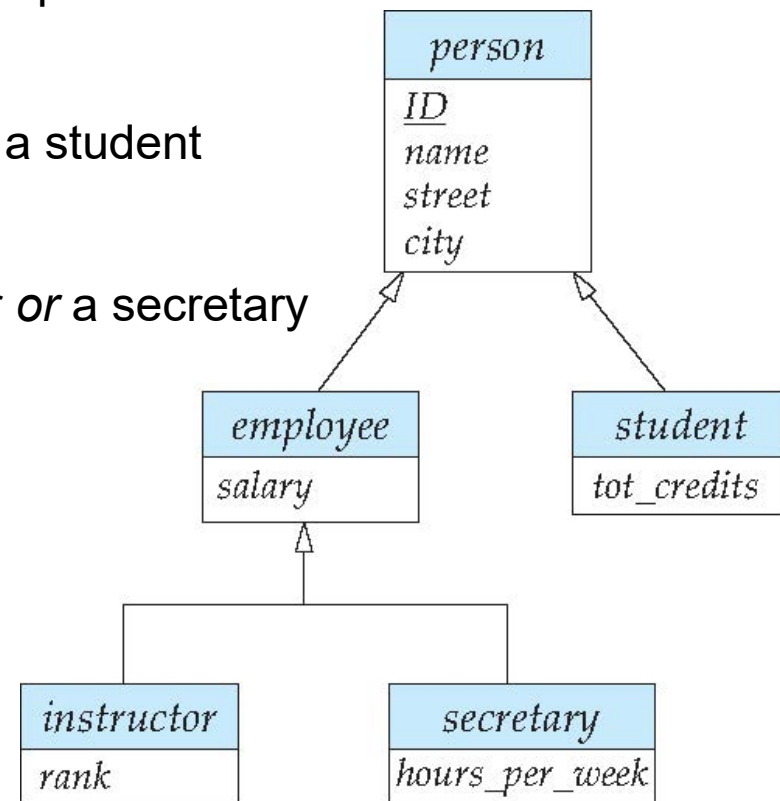 person
ID
name
street
city
a student
or a secretary
employee
salary
student
tot_credits
instructor
rank
secretary
hours_per_week